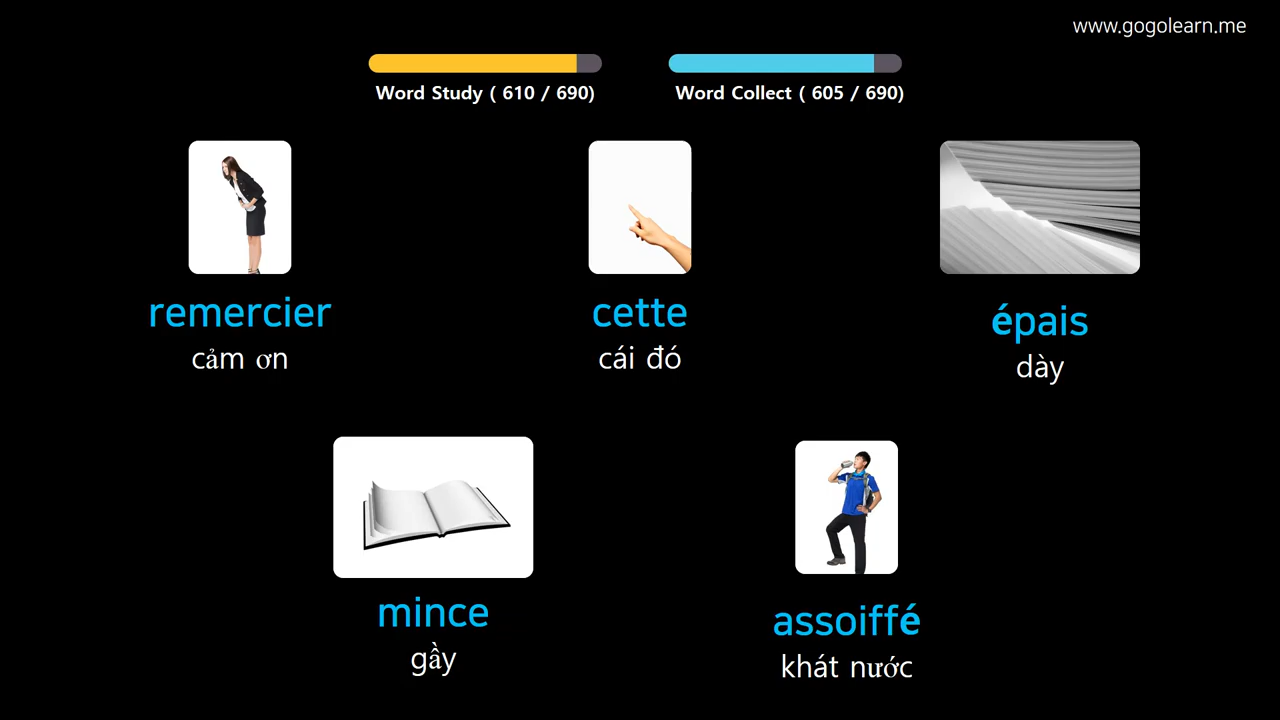 www.gogolearn.me
Word Study ( 610 / 690)
Word Collect ( 605 / 690)
remercier
cảm ơn
cette
cái đó
épais
dày
mince
gầy
assoiffé
khát nước